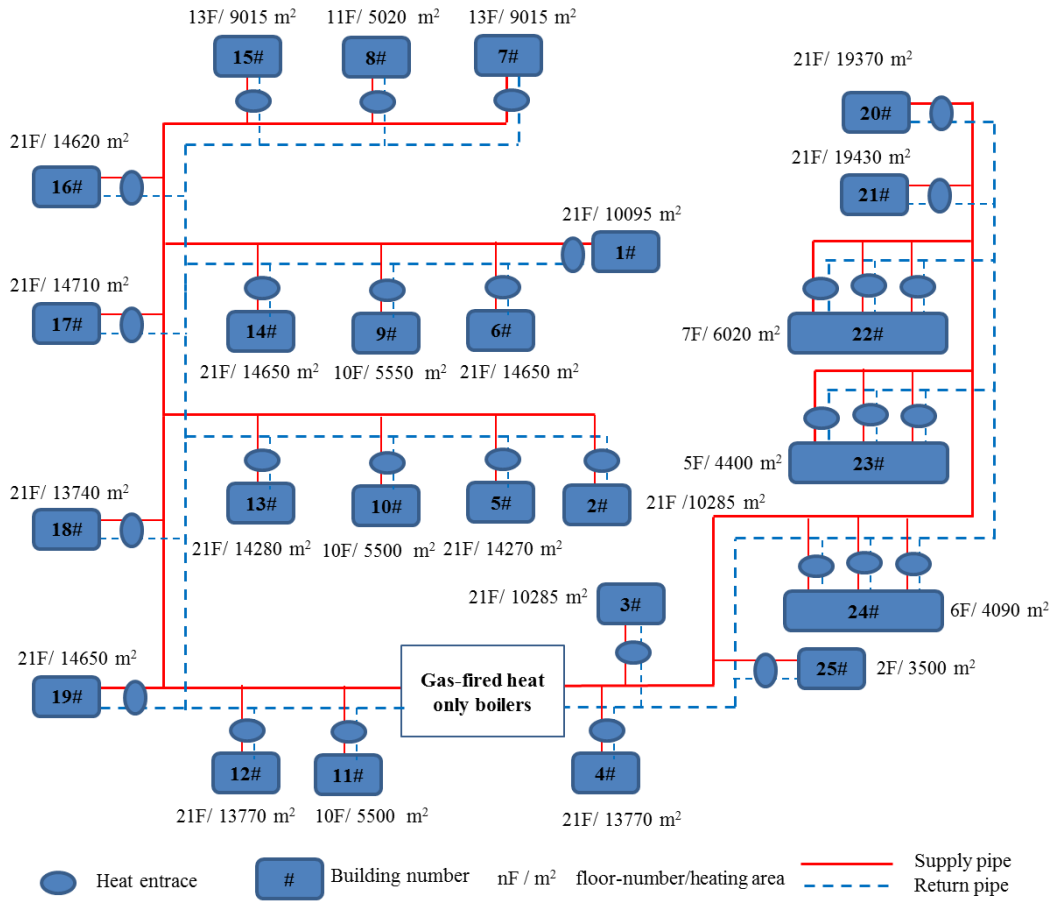 13F/ 9015 m²
11F/ 5020 m²
13F/ 9015 m²
15#
8#
7#
21F/ 19370 m²
20#
21F/ 14620 m²
16#
21F/ 19430 m²
21#
21F/ 10095 m²
1#
21F/ 14710 m²
17#
14#
9#
6#
21F/ 14650 m²
10F/ 5550 m²
21F/ 14650 m²
7F/ 6020 m²
22#
5F/ 4400 m²
23#
21F/ 13740 m²
18#
13#
10#
5#
2#
21F /10285 m²
21F/ 14280 m²
10F/ 5500 m²
21F/ 14270 m²
21F/ 10285 m²
3#
24#
6F/ 4090 m²
21F/ 14650 m²
19#
Gas-fired heat
only boilers
25#
2F/ 3500 m²
12#
11#
4#
21F/ 13770 m²
10F/ 5500 m²
21F/ 13770 m²
Heat entrace
#
Building number
nF / m²
floor-number/heating area
Supply pipe
Return pipe